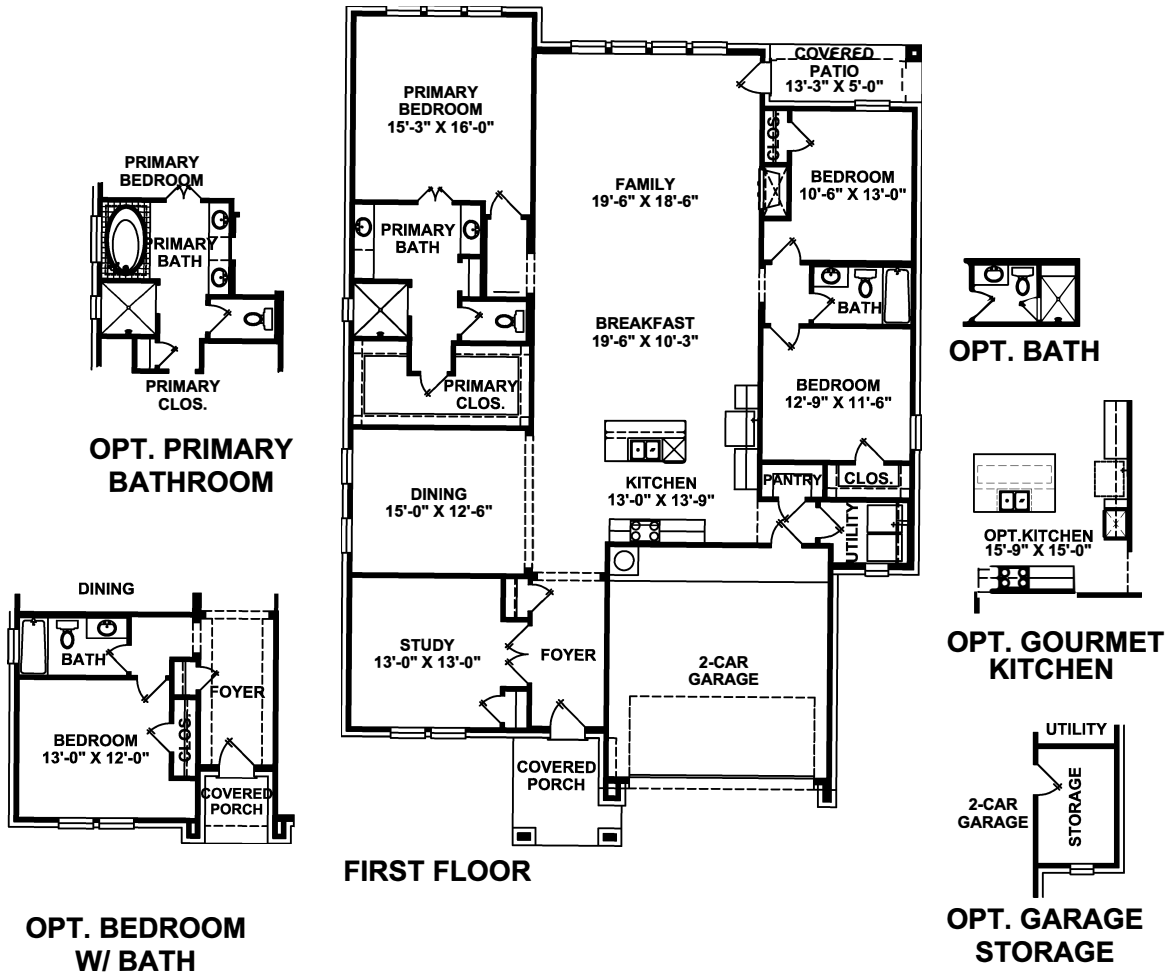 COVERED
PATIO
13'-3" X 5'-0"
PRIMARY
BEDROOM
15'-3" X 16'-0"
CLOS.
BEDROOM
10'-6" X 13'-0"
FAMILY
19'-6" X 18'-6"
PRIMARY
BATH
BATH
BREAKFAST
19'-6" X 10'-3"
PRIMARY
CLOS.
BEDROOM
12'-9" X 11'-6"
KITCHEN
13'-0" X 13'-9"
PANTRY
CLOS.
DINING
15'-0" X 12'-6"
UTILITY
STUDY
13'-0" X 13'-0"
FOYER
2-CAR
GARAGE
COVERED
PORCH
FIRST FLOOR
PRIMARY
BEDROOM
PRIMARY
BATH
PRIMARY
CLOS.
OPT. PRIMARY
BATHROOM
DINING
BATH
FOYER
CLOS.
BEDROOM
13'-0" X 12'-0"
COVERED
PORCH
OPT. BEDROOM
W/ BATH
OPT. BATH
OPT.KITCHEN
15'-9" X 15'-0"
OPT. GOURMET
KITCHEN
UTILITY
2-CAR
GARAGE
STORAGE
OPT. GARAGE
STORAGE